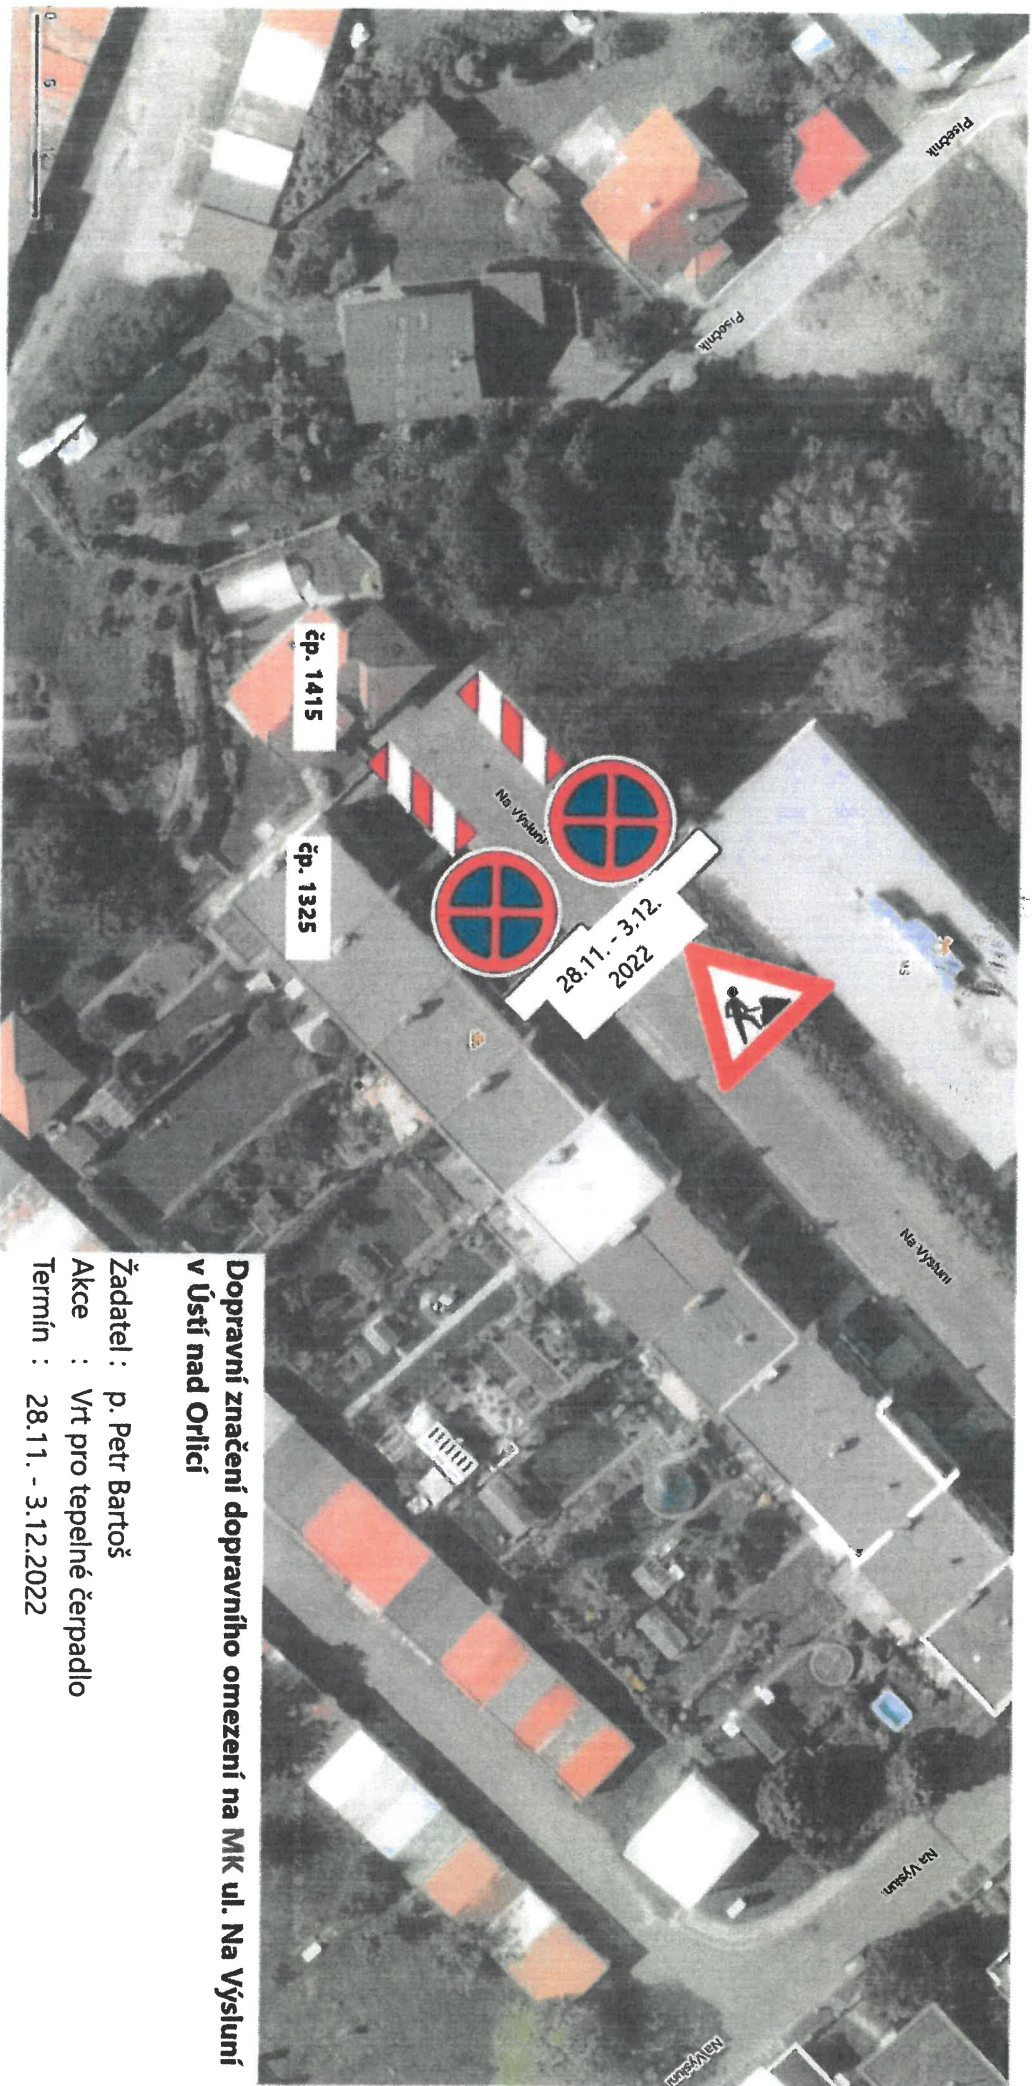 Písečník
Písečník
Na Výsluní
MŠ
Na Výsluní
čp. 1415
čp. 1325
28.11. - 3.12.
2022
Na Výsluní
Na Výsluní
Dopravní značení dopravního omezení na MK ul. Na Výsluní
v Ústí nad Orlicí
Žadatel : p. Petr Bartoš
Akce : Vrt pro tepelné čerpadlo
Termín : 28.11. - 3.12.2022